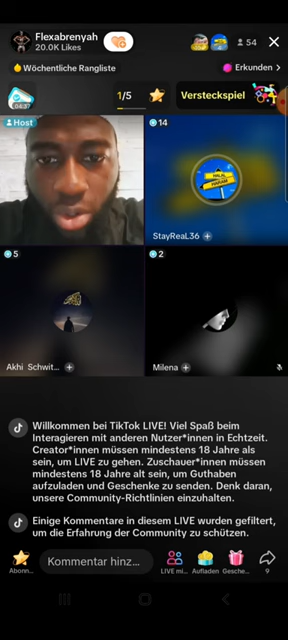 Flexabrenyah
20.0K Likes
54
Wöchentliche Rangliste
Erkunden >
04:37
1/5
Versteckspiel
Host
14
StayReaL36
5
Akhi Schwit...
2
Milena
Willkommen bei TikTok LIVE! Viel Spaß beim
Interagieren mit anderen Nutzer*innen in Echtzeit.
Creator*innen müssen mindestens 18 Jahre als
sein, um LIVE zu gehen. Zuschauer*innen müssen
mindestens 18 Jahre alt sein, um Guthaben
aufzuladen und Geschenke zu senden. Denk daran,
unsere Community-Richtlinien einzuhalten.
Einige Kommentare in diesem LIVE wurden gefiltert,
um die Erfahrung der Community zu schützen.
Kommentar hinz...
Abonn..
LIVE mi...
Aufladen
Gesche...
9